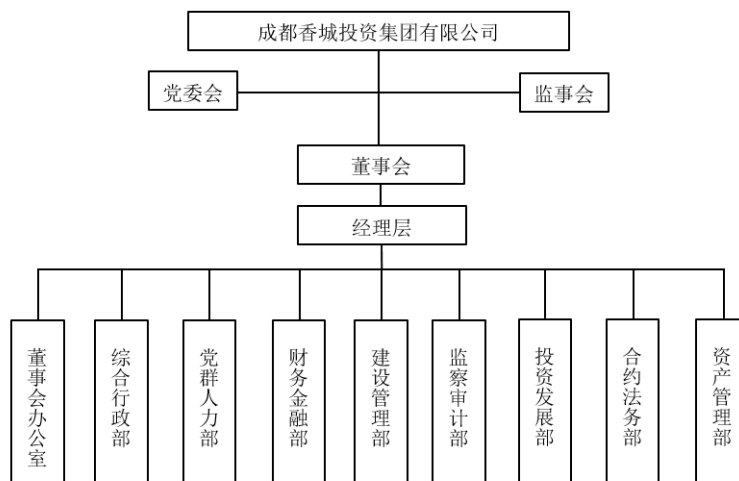 成都香城投资集团有限公司
党委会
监事会
董事会
经理层
董事会办公室
综合行政部
党群人力部
财务金融部
建设管理部
监察审计部
投资发展部
合约法务部
资产管理部